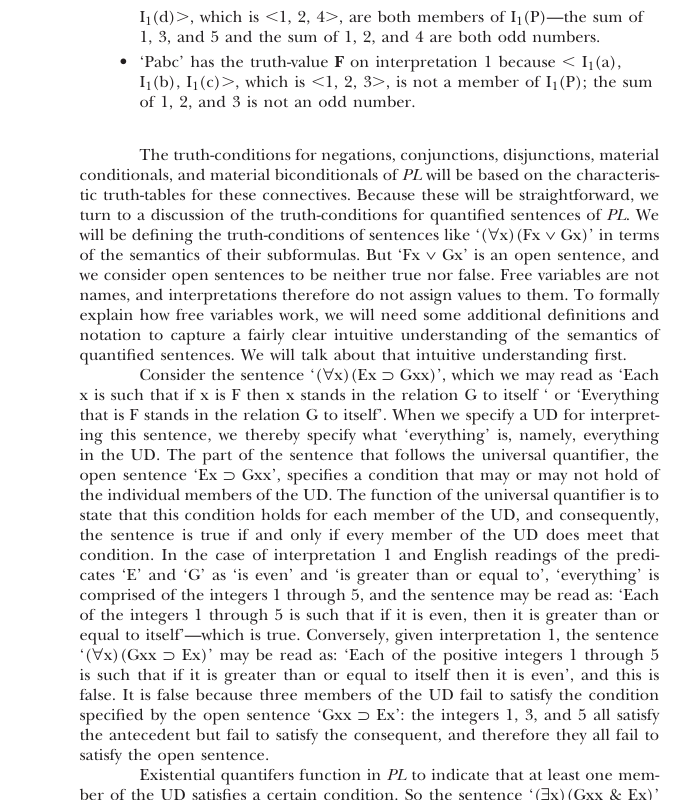 I₁(d)>, which is <1, 2, 4>, are both members of I₁(P)—the sum of
1, 3, and 5 and the sum of 1, 2, and 4 are both odd numbers.
• ‘Pabc’ has the truth-value F on interpretation 1 because < I₁(a),
I₁(b), I₁(c)>, which is <1, 2, 3>, is not a member of I₁(P); the sum
of 1, 2, and 3 is not an odd number.
The truth-conditions for negations, conjunctions, disjunctions, material
conditionals, and material biconditionals of PL will be based on the characteris-
tic truth-tables for these connectives. Because these will be straightforward, we
turn to a discussion of the truth-conditions for quantified sentences of PL. We
will be defining the truth-conditions of sentences like ‘(∀x)(Fx ∨ Gx)’ in terms
of the semantics of their subformulas. But ‘Fx ∨ Gx’ is an open sentence, and
we consider open sentences to be neither true nor false. Free variables are not
names, and interpretations therefore do not assign values to them. To formally
explain how free variables work, we will need some additional definitions and
notation to capture a fairly clear intuitive understanding of the semantics of
quantified sentences. We will talk about that intuitive understanding first.
Consider the sentence ‘(∀x)(Ex ⊃ Gxx)’, which we may read as ‘Each
x is such that if x is F then x stands in the relation G to itself ‘ or ‘Everything
that is F stands in the relation G to itself’. When we specify a UD for interpret-
ing this sentence, we thereby specify what ‘everything’ is, namely, everything
in the UD. The part of the sentence that follows the universal quantifier, the
open sentence ‘Ex ⊃ Gxx’, specifies a condition that may or may not hold of
the individual members of the UD. The function of the universal quantifier is to
state that this condition holds for each member of the UD, and consequently,
the sentence is true if and only if every member of the UD does meet that
condition. In the case of interpretation 1 and English readings of the predi-
cates ‘E’ and ‘G’ as ‘is even’ and ‘is greater than or equal to’, ‘everything’ is
comprised of the integers 1 through 5, and the sentence may be read as: ‘Each
of the integers 1 through 5 is such that if it is even, then it is greater than or
equal to itself’—which is true. Conversely, given interpretation 1, the sentence
‘(∀x)(Gxx ⊃ Ex)’ may be read as: ‘Each of the positive integers 1 through 5
is such that if it is greater than or equal to itself then it is even’, and this is
false. It is false because three members of the UD fail to satisfy the condition
specified by the open sentence ‘Gxx ⊃ Ex’: the integers 1, 3, and 5 all satisfy
the antecedent but fail to satisfy the consequent, and therefore they all fail to
satisfy the open sentence.
Existential quantifers function in PL to indicate that at least one mem-
ber of the UD satisfies a certain condition. So the sentence ‘(∃x)(Gxx & Ex)’